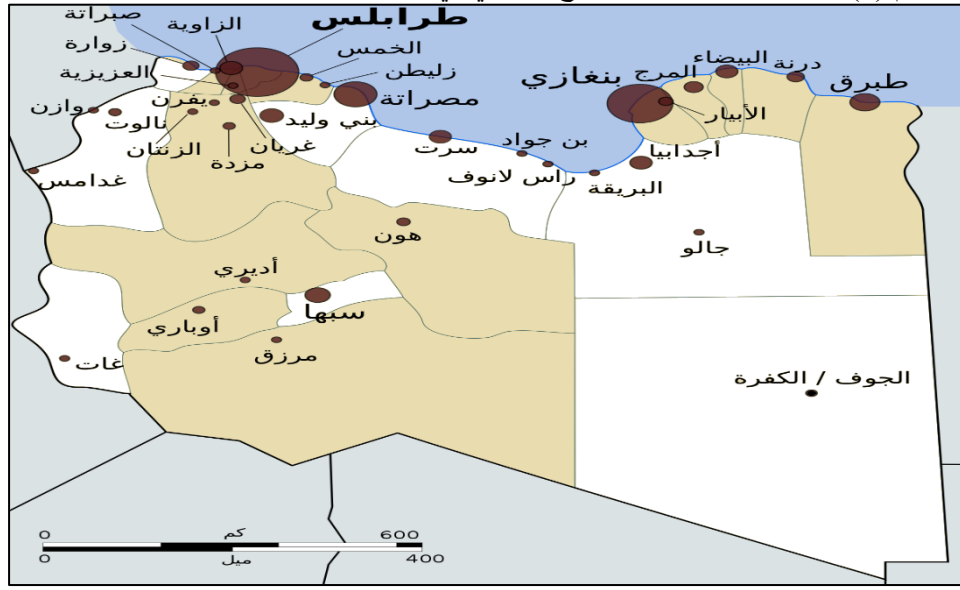 طرابلس
صبراتة
الزاوية
زوارة
الخمس
العزيزية
زليطن
مصراتة
يفرن
وازن
نالوت
بني وليد
غريان
الزنتان
مزدة
غدامس
سرت
بن جواد
راس لانوف
البريقة
أجدابيا
بنغازي
المرج
البيضاء
درنة
طبرق
الأبيار
هون
جالو
أديري
سبها
أوباري
مرزق
غات
الجوف / الكفرة
0 كم 600
0 ميل 400